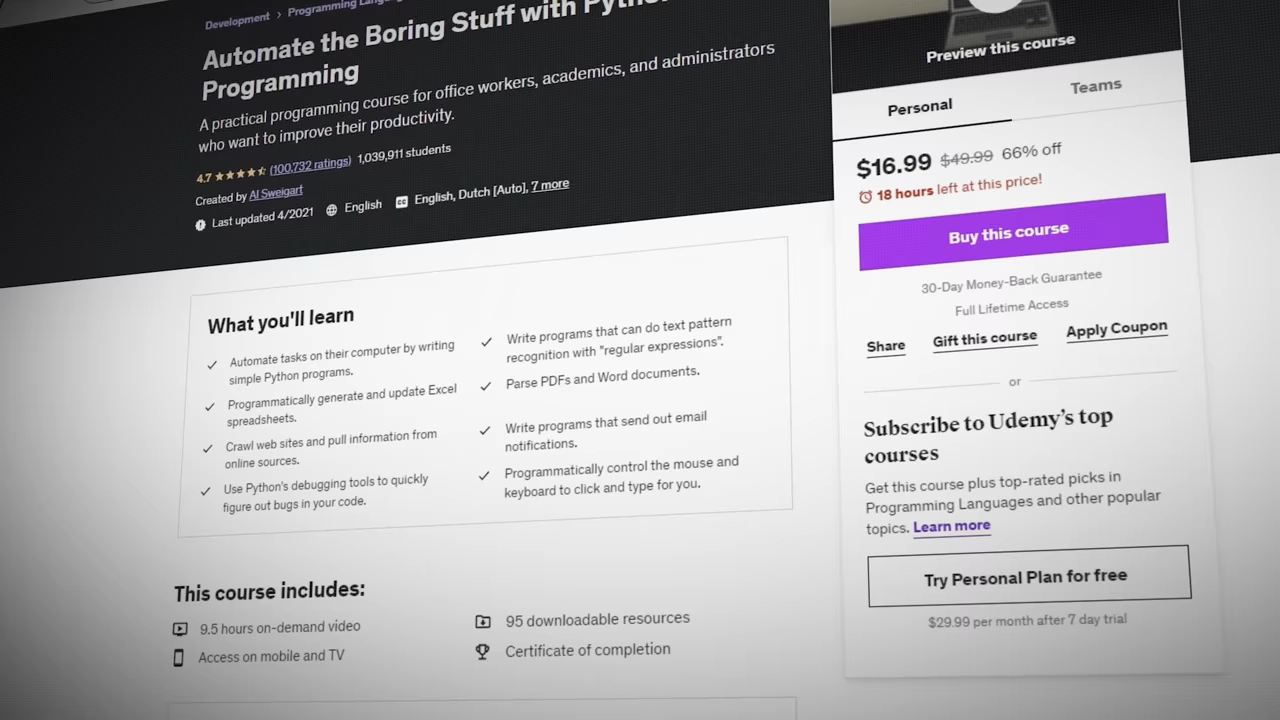 Development > Programming
Automate the Boring Stuff with
Programming
A practical programming course for office workers, academics, and administrators
who want to improve their productivity.
4.7 (100,732 ratings) 1,039,911 students
Created by Al Sweigart
Last updated 4/2021 English English, Dutch [Auto], 7 more
What you'll learn
Automate tasks on their computer by writing
simple Python programs.
Programmatically generate and update Excel
spreadsheets.
Crawl web sites and pull information from
online sources.
Use Python's debugging tools to quickly
figure out bugs in your code.
Write programs that can do text pattern
recognition with "regular expressions".
Parse PDFs and Word documents.
Write programs that send out email
notifications.
Programmatically control the mouse and
keyboard to click and type for you.
This course includes:
9.5 hours on-demand video
Access on mobile and TV
95 downloadable resources
Certificate of completion
Preview this course
Personal
Teams
$16.99 $49.99 66% off
18 hours left at this price!
Buy this course
30-Day Money-Back Guarantee
Full Lifetime Access
Share
Gift this course
Apply Coupon
or
Subscribe to Udemy's top
courses
Get this course plus top-rated picks in
Programming Languages and other popular
topics. Learn more
Try Personal Plan for free
$29.99 per month after 7 day trial